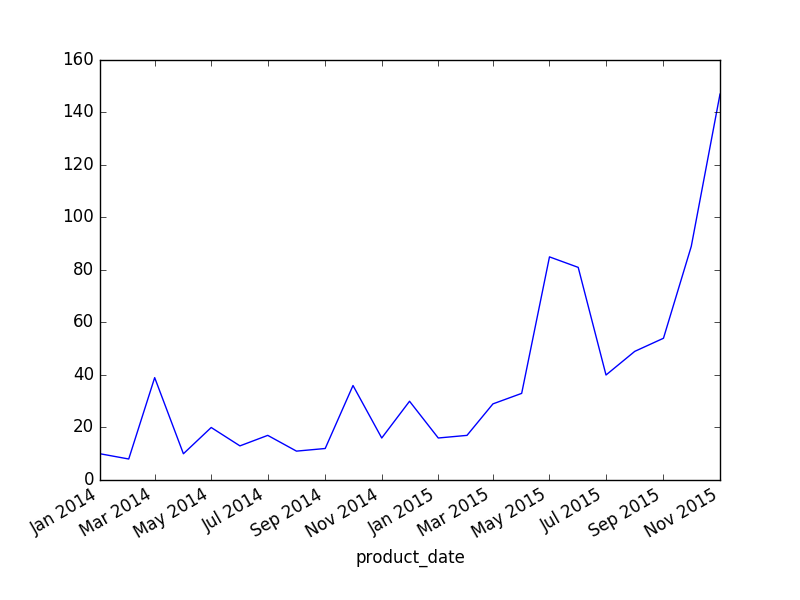 160
140
120
100
80
60
40
20
0
Jan 2014
Mar 2014
May 2014
Jul 2014
Sep 2014
Nov 2014
Jan 2015
Mar 2015
May 2015
Jul 2015
Sep 2015
Nov 2015
product_date